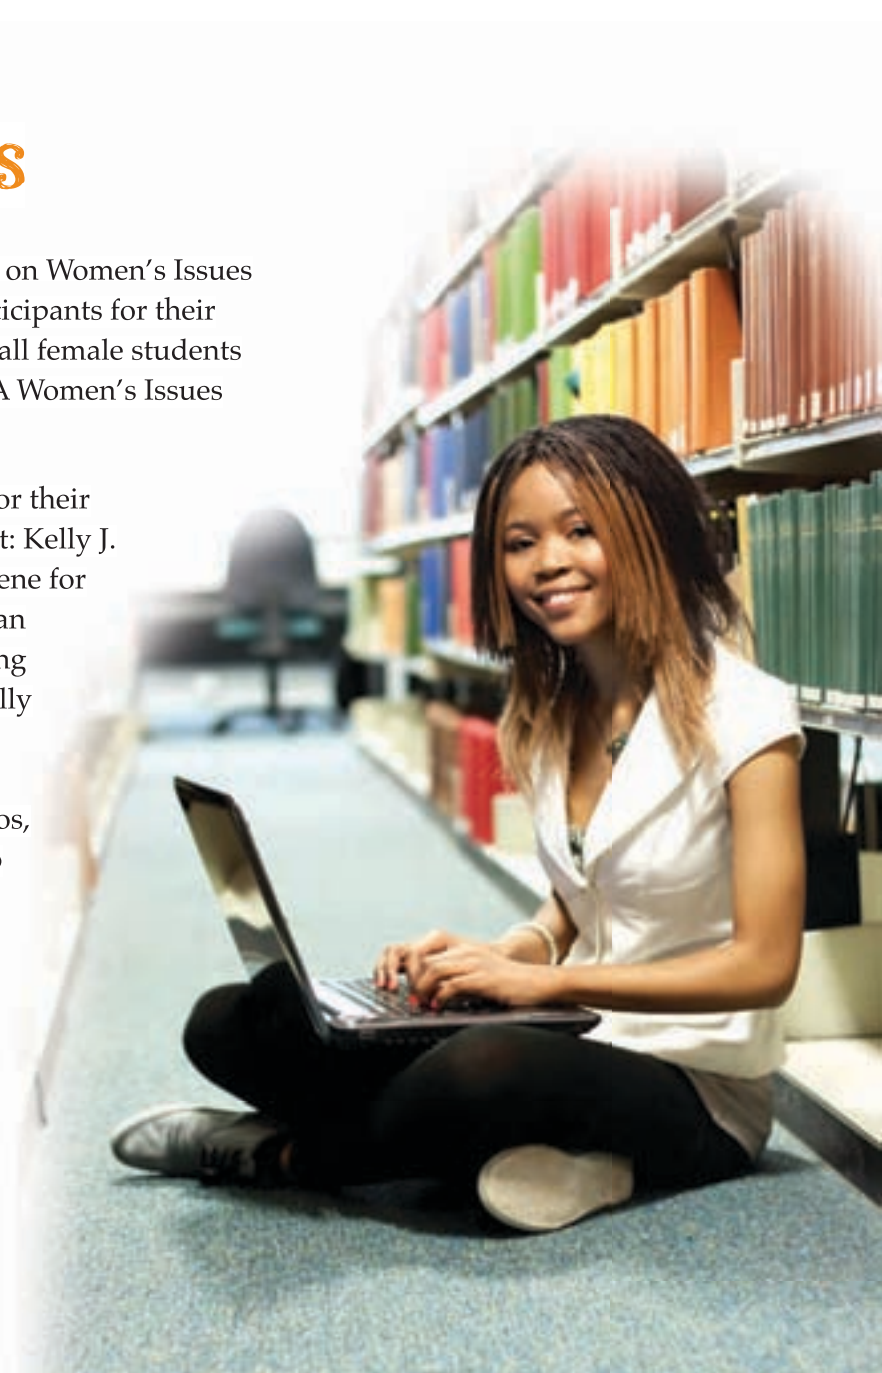 s
on Women's Issues
ticipants for their
all female students
A Women's Issues
or their
t: Kelly J.
ene for
an
ng
lly
os,